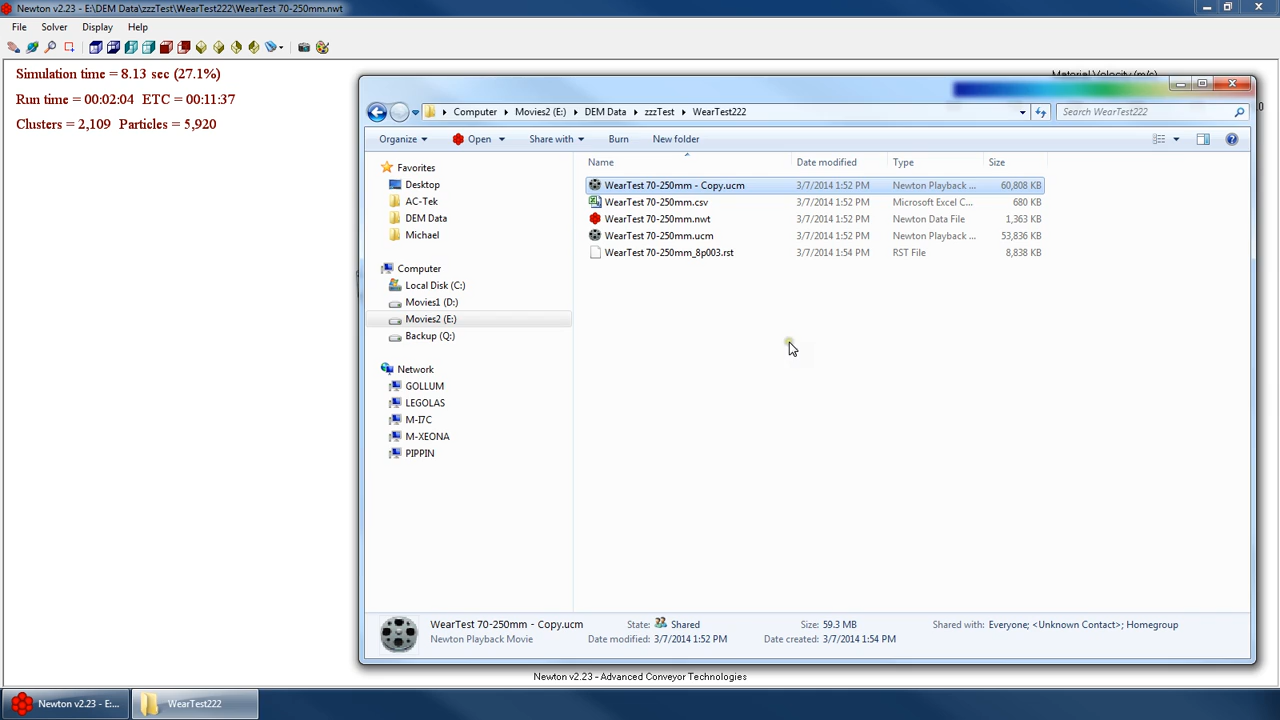 Newton v2.23 - E:\DEM Data\zzzTest\WearTest222\WearTest 70-250mm.nwt
File Solver Display Help
Simulation time = 8.13 sec (27.1%)
Run time = 00:02:04 ETC = 00:11:37
Clusters = 2,109 Particles = 5,920
Material Velocity (m/s)
Computer Movies2 (E:) DEM Data zzzTest WearTest222
Search WearTest222
Organize Open Share with Burn New folder
Name Date modified Type Size
WearTest 70-250mm - Copy.ucm 3/7/2014 1:52 PM Newton Playback ... 60,808 KB
WearTest 70-250mm.csv 3/7/2014 1:52 PM Microsoft Excel C... 680 KB
WearTest 70-250mm.nwt 3/7/2014 1:52 PM Newton Data File 1,363 KB
WearTest 70-250mm.ucm 3/7/2014 1:52 PM Newton Playback ... 53,836 KB
WearTest 70-250mm_8p003.rst 3/7/2014 1:54 PM RST File 8,838 KB
Favorites
Desktop
AC-Tek
DEM Data
Michael
Computer
Local Disk (C:)
Movies1 (D:)
Movies2 (E:)
Backup (Q:)
Network
GOLLUM
LEGOLAS
M-I7C
M-XEONA
PIPPIN
WearTest 70-250mm - Copy.ucm State: Shared Size: 59.3 MB Shared with: Everyone; <Unknown Contact>; Homegroup
Newton Playback Movie Date modified: 3/7/2014 1:52 PM Date created: 3/7/2014 1:54 PM
Newton v2.23 - Advanced Conveyor Technologies
Newton v2.23 - E:... WearTest222